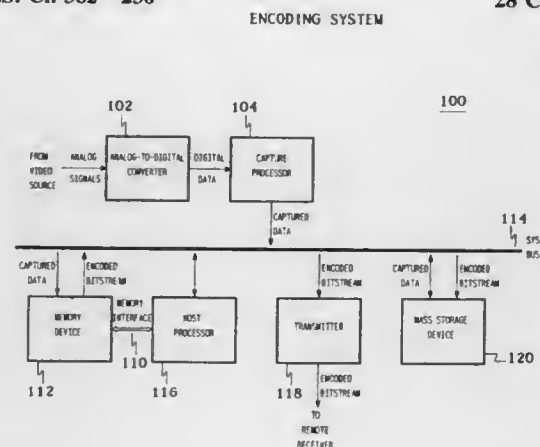 ENCODING SYSTEM
28 C
102
104
100
FROM
VIDEO
SOURCE
ANALOG
SIGNALS
ANALOG-TO-DIGITAL
CONVERTER
DIGITAL
DATA
CAPTURE
PROCESSOR
CAPTURED
DATA
114
SYS
BUS
CAPTURED
DATA
ENCODED
BITSTREAM
ENCODED
BITSTREAM
CAPTURED
DATA
ENCODED
BITSTREAM
MEMORY
DEVICE
MEMORY
INTERFACE
HOST
PROCESSOR
TRANSMITTER
MASS STORAGE
DEVICE
112
110
116
118
120
ENCODED
BITSTREAM
TO
REMOTE
RECEIVER